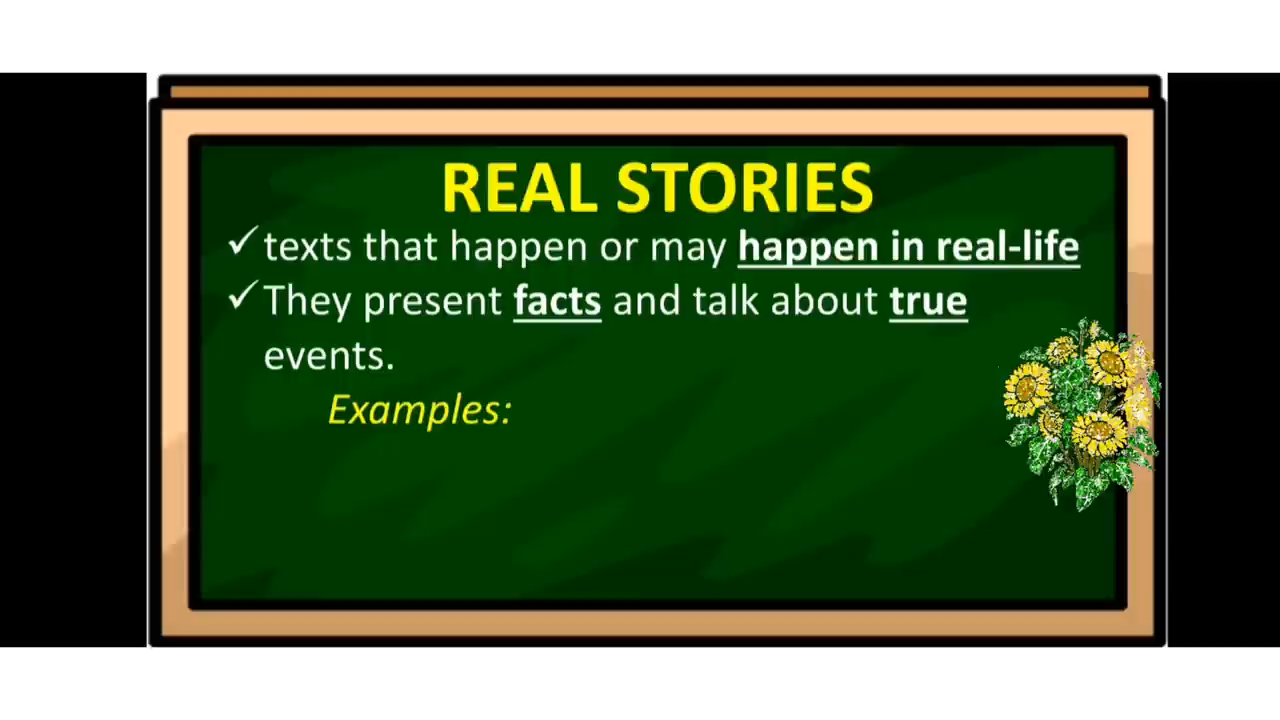 REAL STORIES
✓ texts that happen or may happen in real-life
✓ They present facts and talk about true
events.
Examples: